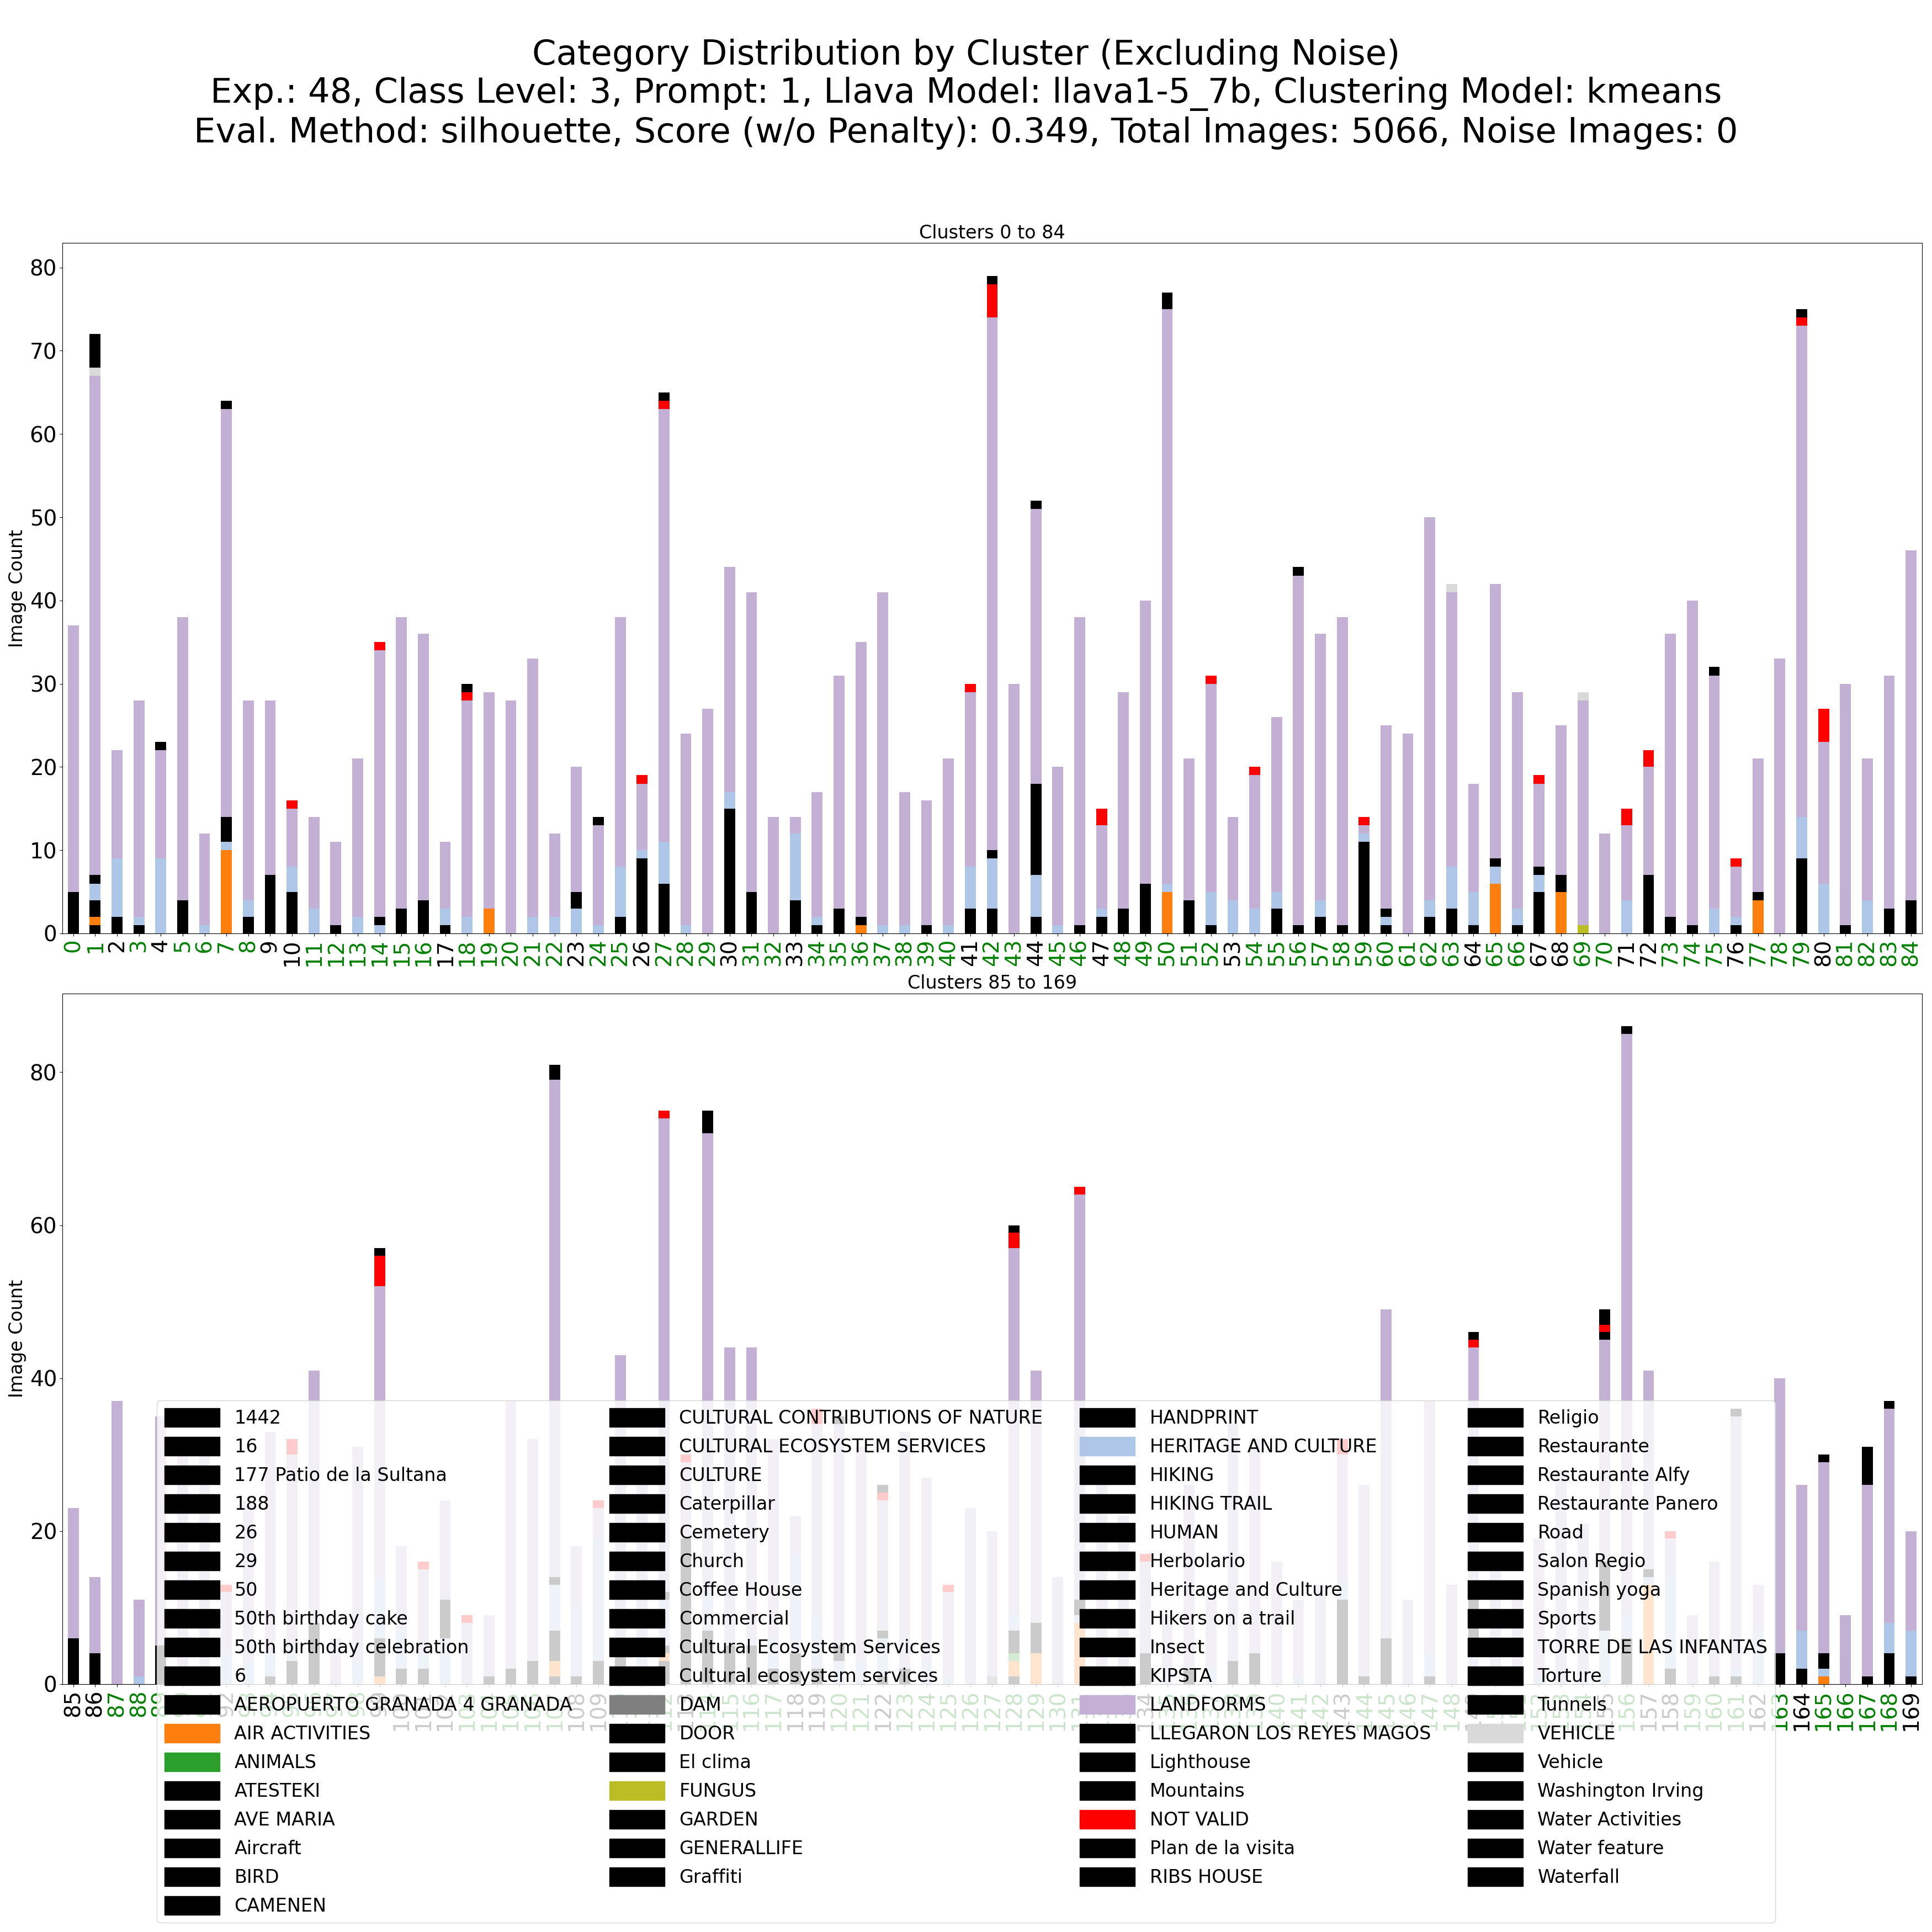 Category Distribution by Cluster (Excluding Noise)
Exp.: 48, Class Level: 3, Prompt: 1, Llava Model: llava1-5_7b, Clustering Model: kmeans
Eval. Method: silhouette, Score (w/o Penalty): 0.349, Total Images: 5066, Noise Images: 0
Clusters 0 to 84
Image Count
80
70
60
50
40
30
20
10
0
0 1 2 3 4 5 6 7 8 9 10 11 12 13 14 15 16 17 18 19 20 21 22 23 24 25 26 27 28 29 30 31 32 33 34 35 36 37 38 39 40 41 42 43 44 45 46 47 48 49 50 51 52 53 54 55 56 57 58 59 60 61 62 63 64 65 66 67 68 69 70 71 72 73 74 75 76 77 78 79 80 81 82 83 84
Clusters 85 to 169
Image Count
80
60
40
20
0
85 86 87 88 163 164 165 166 167 168 169
1442
16
177 Patio de la Sultana
188
26
29
50
50th birthday cake
50th birthday celebration
6
AEROPUERTO GRANADA 4 GRANADA
AIR ACTIVITIES
ANIMALS
ATESTEKI
AVE MARIA
Aircraft
BIRD
CAMENEN
CULTURAL CONTRIBUTIONS OF NATURE
CULTURAL ECOSYSTEM SERVICES
CULTURE
Caterpillar
Cemetery
Church
Coffee House
Commercial
Cultural Ecosystem Services
Cultural ecosystem services
DAM
DOOR
El clima
FUNGUS
GARDEN
GENERALLIFE
Graffiti
HANDPRINT
HERITAGE AND CULTURE
HIKING
HIKING TRAIL
HUMAN
Herbolario
Heritage and Culture
Hikers on a trail
Insect
KIPSTA
LANDFORMS
LLEGARON LOS REYES MAGOS
Lighthouse
Mountains
NOT VALID
Plan de la visita
RIBS HOUSE
Religio
Restaurante
Restaurante Alfy
Restaurante Panero
Road
Salon Regio
Spanish yoga
Sports
TORRE DE LAS INFANTAS
Torture
Tunnels
VEHICLE
Vehicle
Washington Irving
Water Activities
Water feature
Waterfall